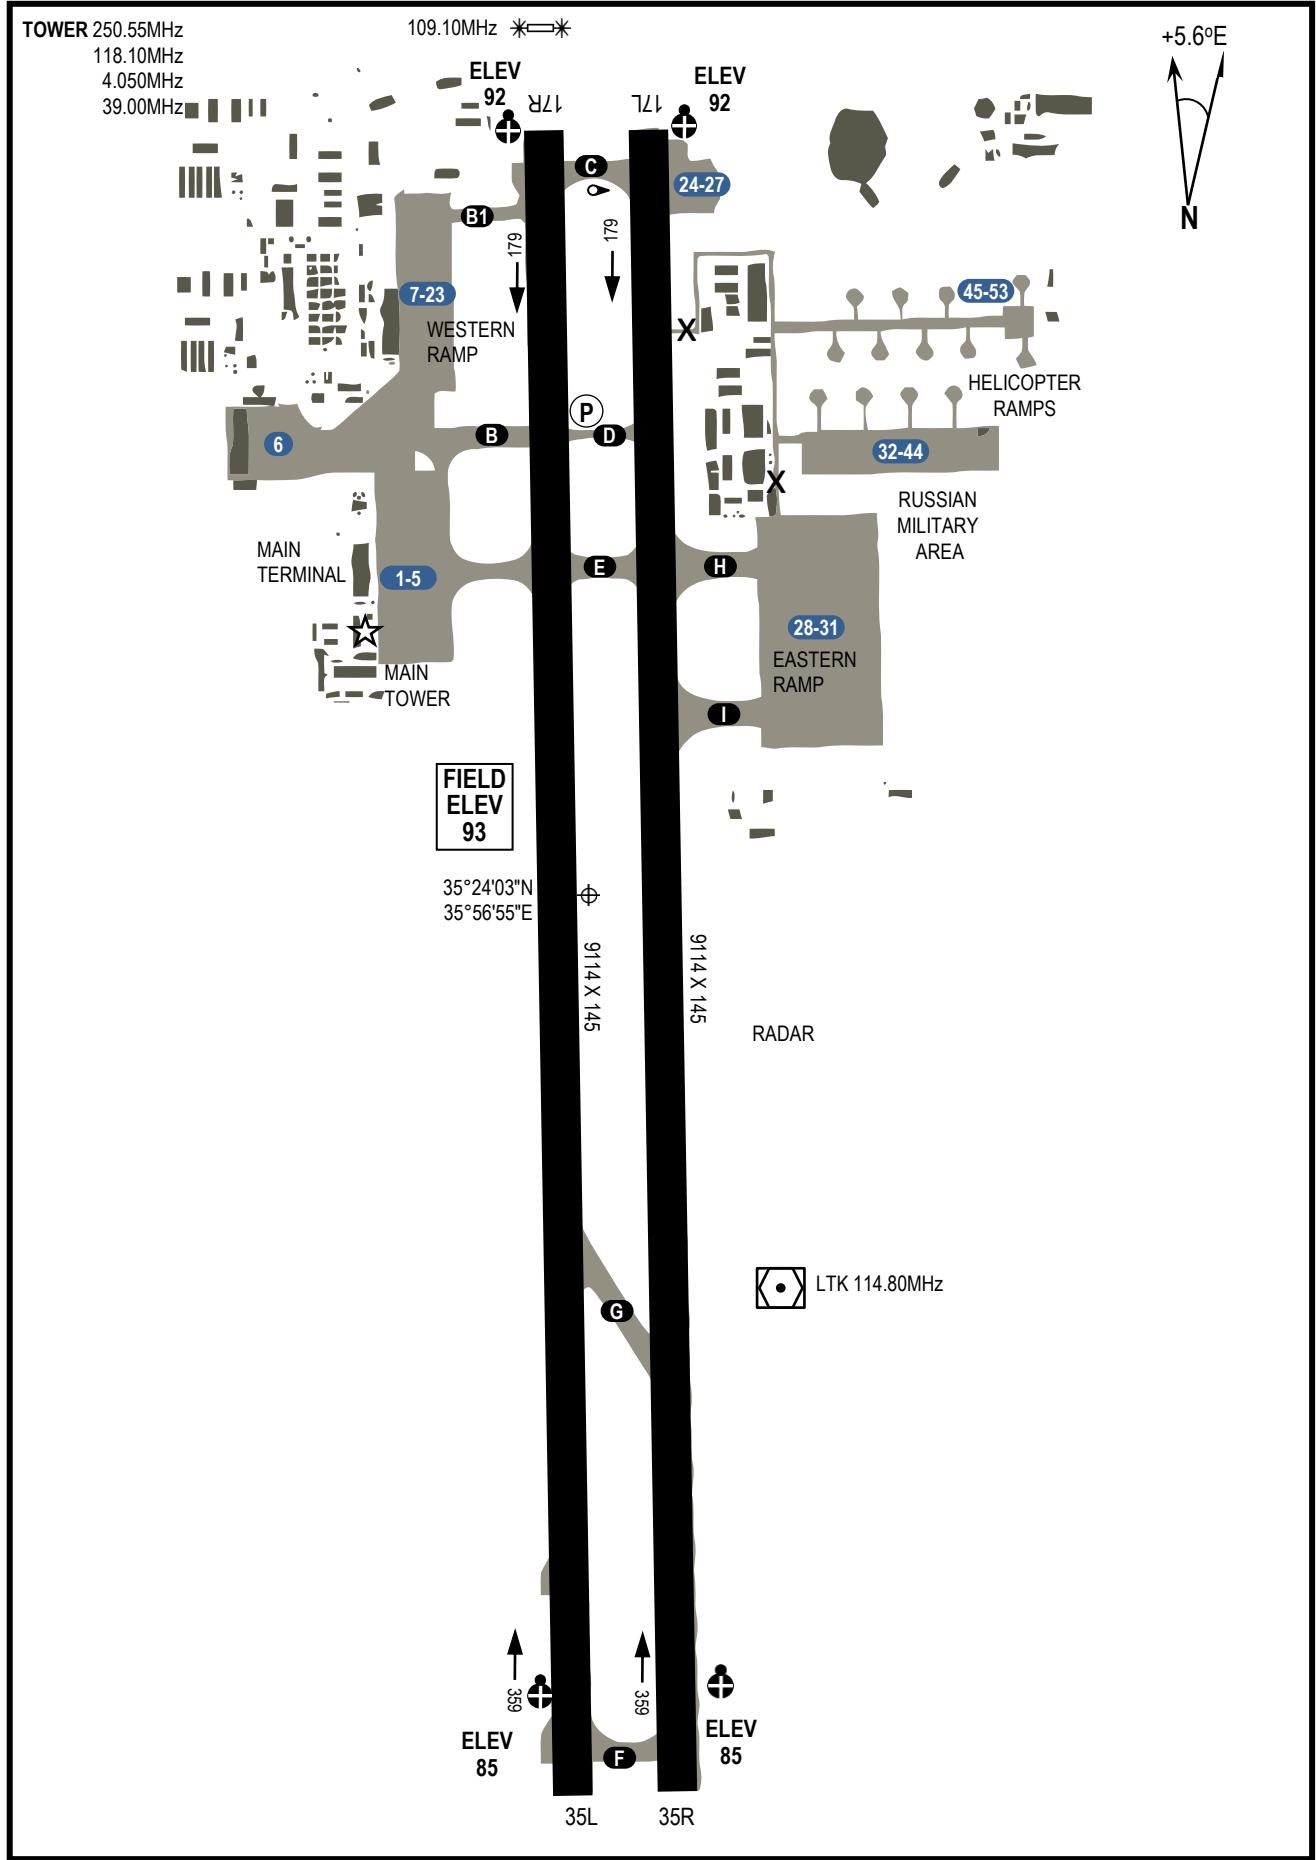 TOWER 250.55MHz
118.10MHz
4.050MHz
39.00MHz
109.10MHz
+5.6ºE
N
ELEV
92
17R
17L
ELEV
92
C
24-27
B1
179
179
7-23
WESTERN
RAMP
X
45-53
HELICOPTER
RAMPS
P
6
B
D
32-44
X
RUSSIAN
MILITARY
AREA
MAIN
TERMINAL
1-5
E
H
28-31
EASTERN
RAMP
MAIN
TOWER
I
FIELD
ELEV
93
35°24'03"N
35°56'55"E
9114 X 145
9114 X 145
RADAR
LTK 114.80MHz
G
359
359
ELEV
85
ELEV
85
F
35L
35R